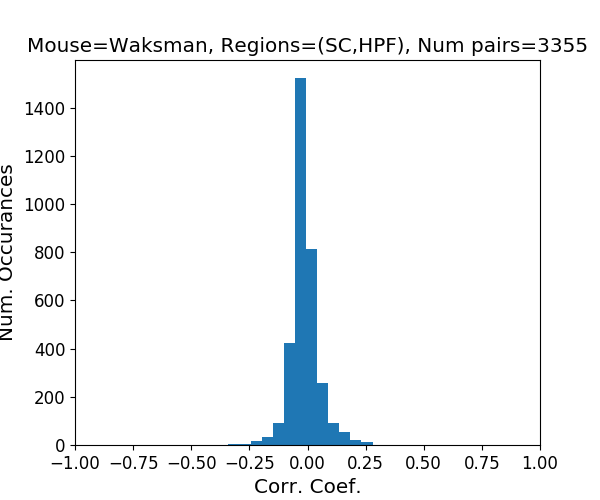 Mouse=Waksman, Regions=(SC,HPF), Num pairs=3355
Num. Occurances
1400
1200
1000
800
600
400
200
0
−1.00 −0.75 −0.50 −0.25 0.00 0.25 0.50 0.75 1.00
Corr. Coef.